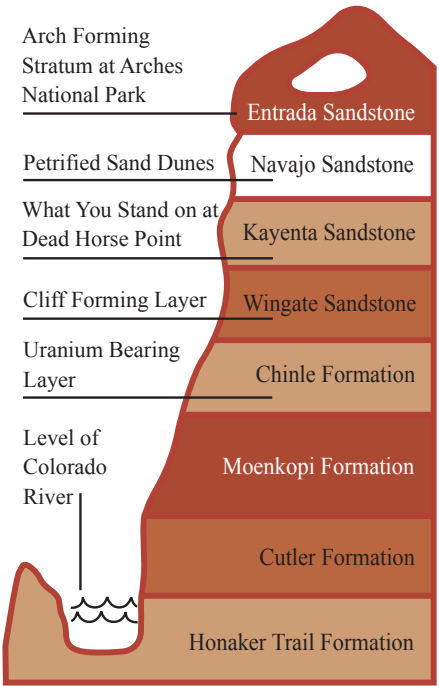 Arch Forming
Stratum at Arches
National Park
Entrada Sandstone
Petrified Sand Dunes
Navajo Sandstone
What You Stand on at
Dead Horse Point
Kayenta Sandstone
Cliff Forming Layer
Wingate Sandstone
Uranium Bearing
Layer
Chinle Formation
Level of
Colorado
River
Moenkopi Formation
Cutler Formation
Honaker Trail Formation